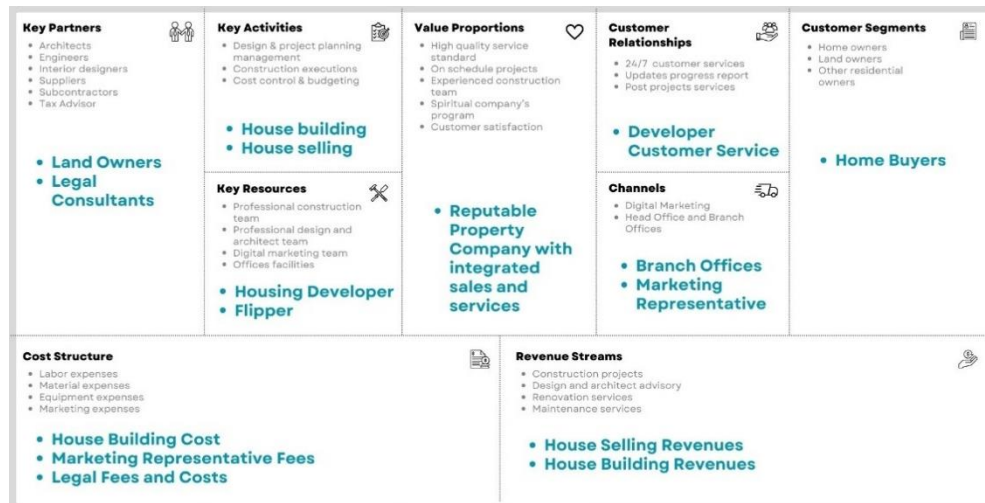 Key Partners
Architects
Engineers
Interior designers
Suppliers
Subcontractors
Tax Advisor
Land Owners
Legal
Consultants
Key Activities
Design & project planning
management
Construction executions
Cost control & budgeting
House building
House selling
Key Resources
Professional construction
team
Professional design and
architect team
Digital marketing team
Offices facilities
Housing Developer
Flipper
Value Proportions
High quality service
standard
On schedule projects
Experienced construction
team
Spiritual company's
program
Customer satisfaction
Reputable
Property
Company with
integrated
sales and
services
Customer
Relationships
24/7 customer services
Updates progress report
Post projects services
Developer
Customer Service
Channels
Digital Marketing
Head Office and Branch
Offices
Branch Offices
Marketing
Representative
Customer Segments
Home owners
Land owners
Other residential
owners
Home Buyers
Cost Structure
Labor expenses
Material expenses
Equipment expenses
Marketing expenses
House Building Cost
Marketing Representative Fees
Legal Fees and Costs
Revenue Streams
Construction projects
Design and architect advisory
Renovation services
Maintenance services
House Selling Revenues
House Building Revenues